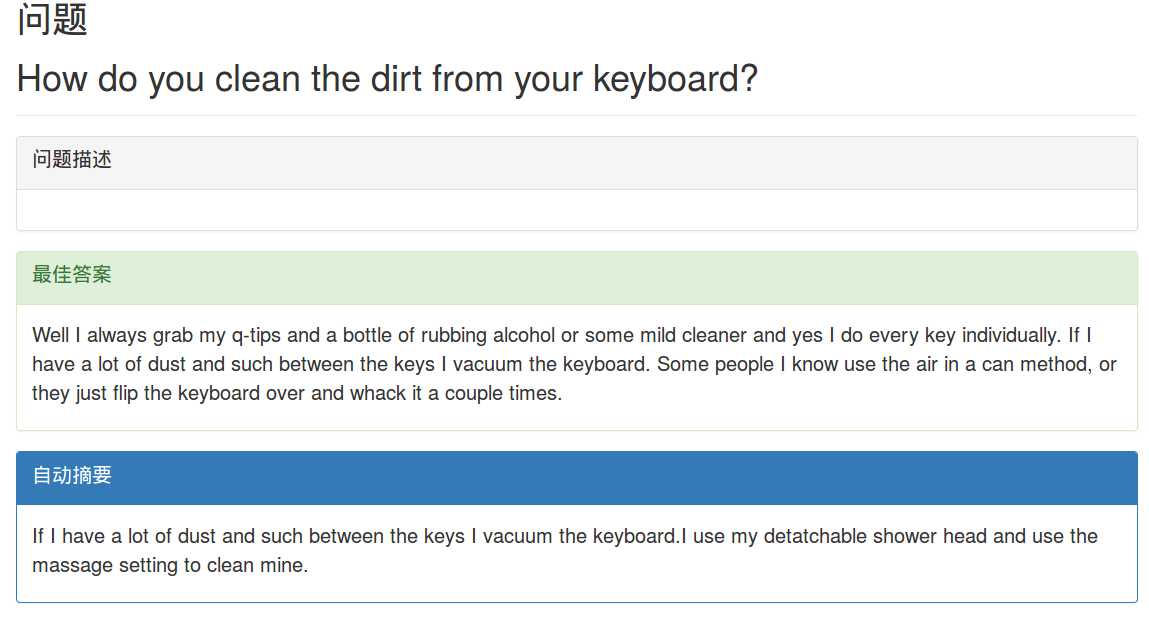 问题
How do you clean the dirt from your keyboard?
问题描述
最佳答案
Well I always grab my q-tips and a bottle of rubbing alcohol or some mild cleaner and yes I do every key individually. If I
have a lot of dust and such between the keys I vacuum the keyboard. Some people I know use the air in a can method, or
they just flip the keyboard over and whack it a couple times.
自动摘要
If I have a lot of dust and such between the keys I vacuum the keyboard.I use my detatchable shower head and use the
massage setting to clean mine.